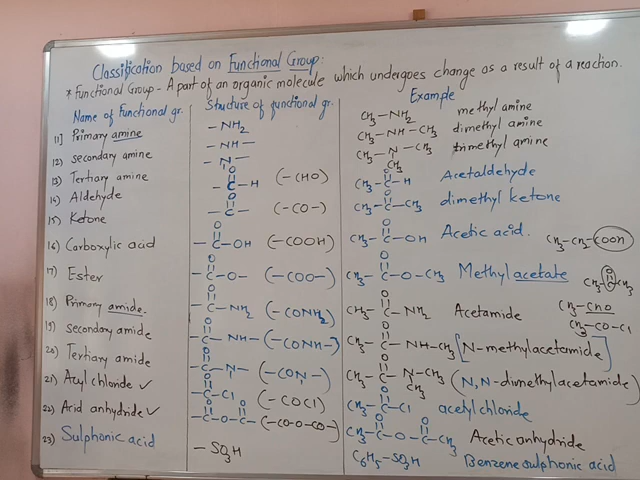 Classification based on Functional Group:
* Functional Group - A part of an organic molecule which undergoes change as a result of a reaction.
Name of Functional gr. Structure of functional gr. Example
11] Primary amine - NH2 CH3-NH2 methyl amine
12) secondary amine - NH - CH3-NH-CH3 dimethyl amine
13) Tertiary amine - N - CH3-N-CH3 trimethyl amine
CH3
14) Aldehyde O -C-H (-CHO) O CH3-C-H Acetaldehyde
15) Ketone O -C- (-CO-) O CH3-C-CH3 dimethyl ketone
16) Carboxylic acid O -C-OH (-COOH) O CH3-C-OH Acetic acid. CH3-CH2-COOH
17) Ester O -C-O- (-COO-) O CH3-C-O-CH3 Methyl acetate O CH3-C-CH3
18) Primary amide. O -C-NH2 (-CONH2) O CH3-C-NH2 Acetamide CH3-CHO
CH3-CO-Cl
19) secondary amide O -C-NH- (-CONH-) O CH3-C-NH-CH3 [N-methylacetamide]
20) Tertiary amide O -C-N- (-CON-) O CH3-C-N-CH3 (N,N-dimethylacetamide)
CH3
21) Acyl chloride ✓ O -C-Cl (-COCl) O CH3-C-Cl acetyl chloride
22) Acid anhydride ✓ O O -C-O-C- (-CO-O-CO-) O O CH3-C-O-C-CH3 Acetic anhydride
23) Sulphonic acid - SO3H C6H5-SO3H Benzene sulphonic acid